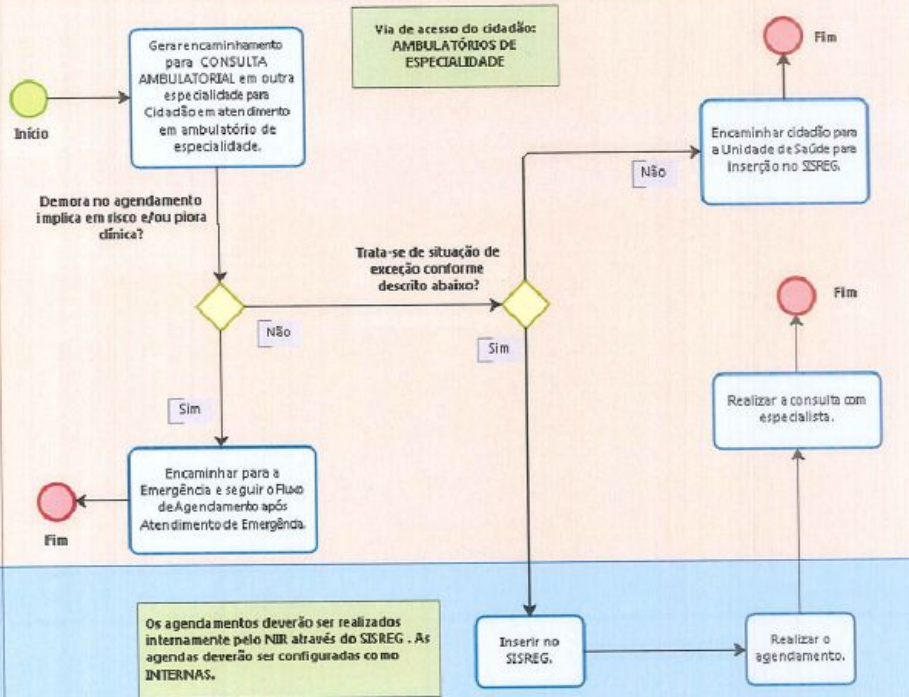 Via de acesso do cidadão:
AMBULATÓRIOS DE
ESPECIALIDADE
Início
Gerar encaminhamento
para CONSULTA
AMBULATORIAL em outra
especialidade para
Cidadão em atendimento
em ambulatório de
especialidade.
Fim
Encaminhar cidadão para
a Unidade de Saúde para
inserção no SISREG.
Não
Demora no agendamento
implica em risco e/ou piora
clínica?
Trata-se de situação de
exceção conforme
descrito abaixo?
Não
Sim
Fim
Realizar a consulta com
especialista.
Sim
Encaminhar para a
Emergência e seguir o Fluxo
de Agendamento após
Atendimento de Emergência.
Fim
Os agendamentos deverão ser realizados
internamente pelo NIR através do SISREG . As
agendas deverão ser configuradas como
INTERNAS.
Inserir no
SISREG.
Realizar o
agendamento.